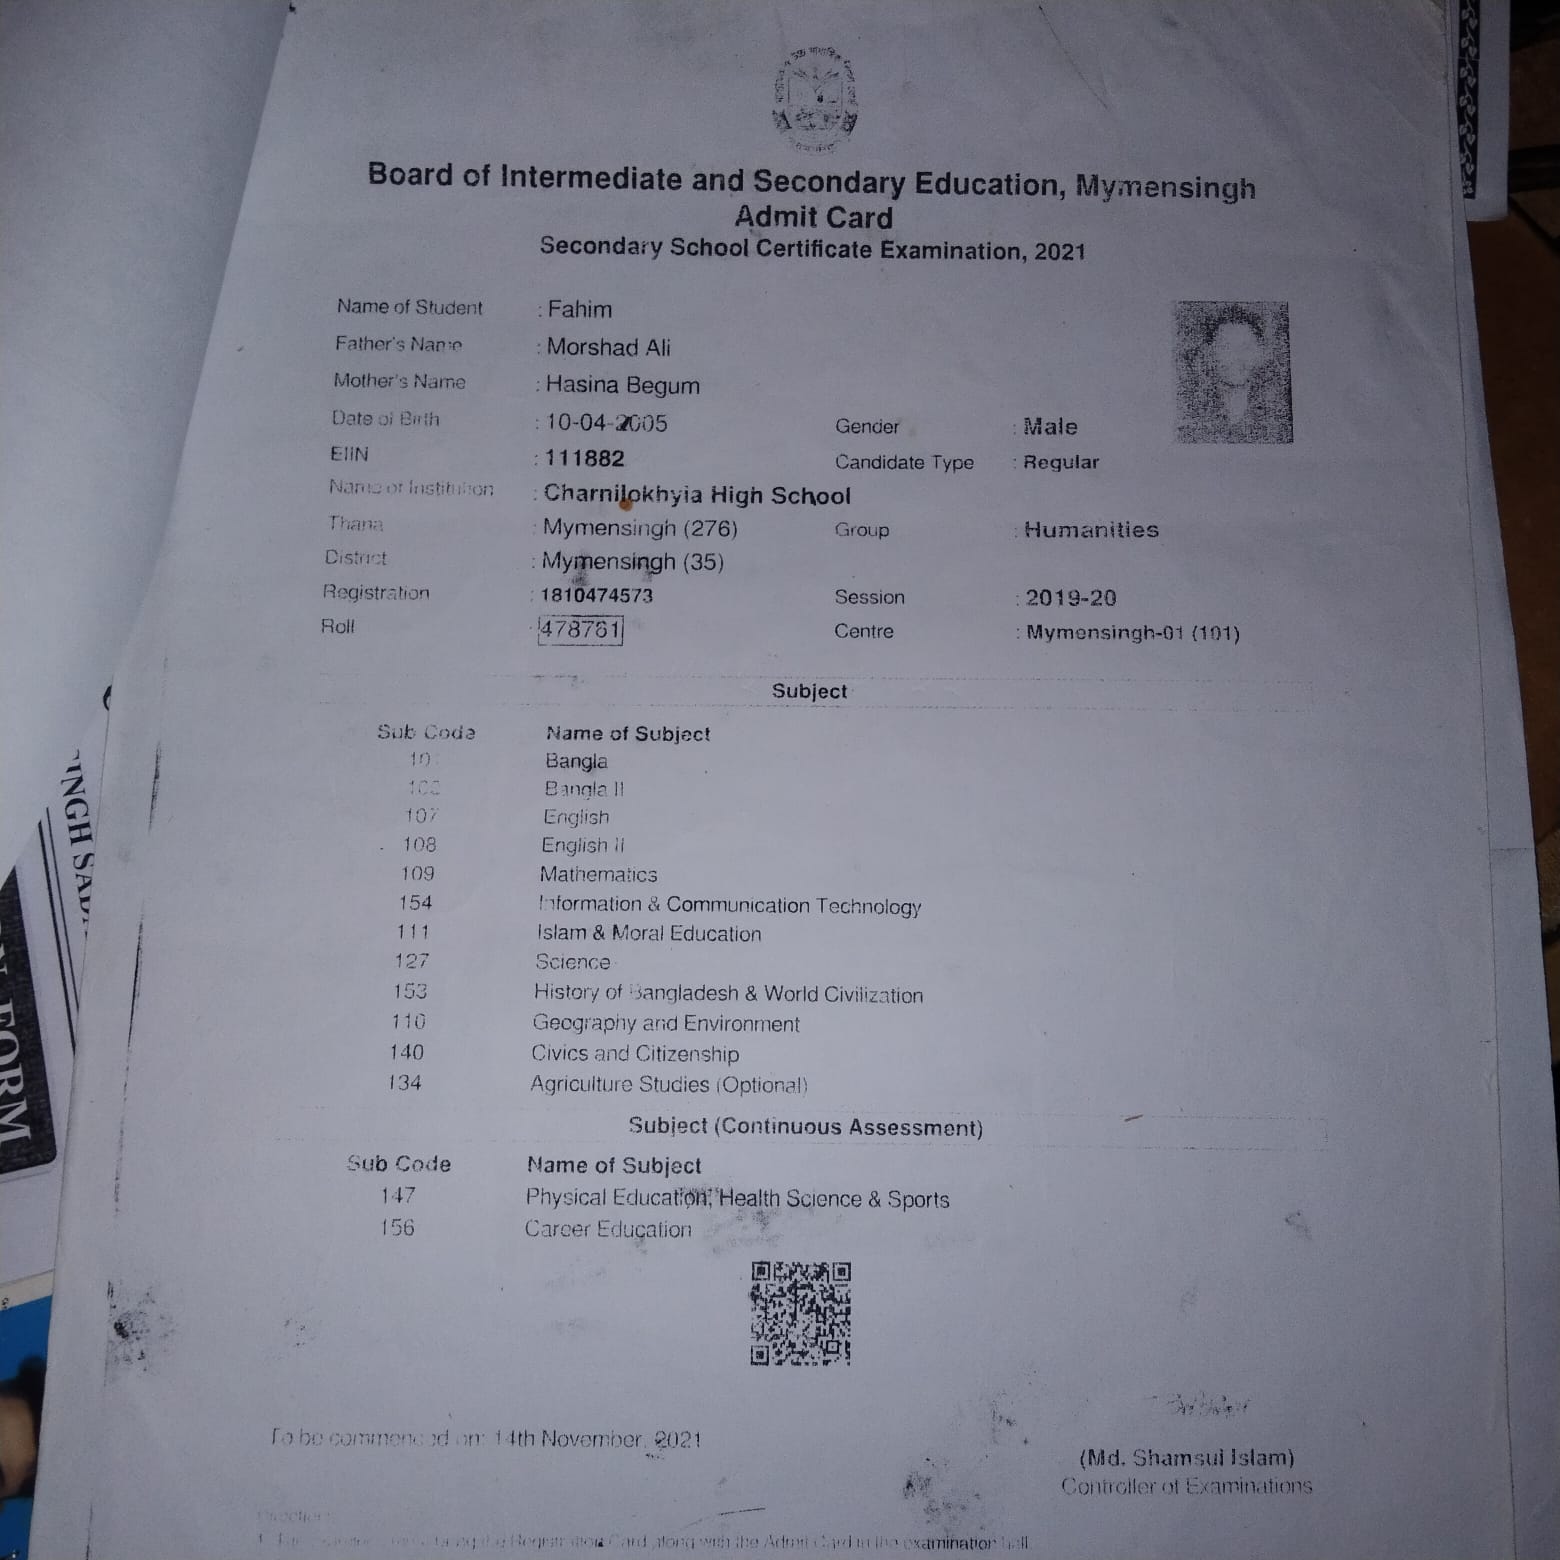 Board of Intermediate and Secondary Education, Mymensingh
Admit Card
Secondary School Certificate Examination, 2021
Name of Student : Fahim
Father's Name : Morshad Ali
Mother's Name : Hasina Begum
Date of Birth : 10-04-2005 Gender : Male
EIIN : 111882 Candidate Type : Regular
Name of Institution : Charnilokhyia High School
Thana : Mymensingh (276) Group : Humanities
District : Mymensingh (35)
Registration : 1810474573 Session : 2019-20
Roll : 478761 Centre : Mymensingh-01 (101)
Subject
Sub Code Name of Subject
Bangla
Bangla II
107 English
108 English II
109 Mathematics
154 Information & Communication Technology
111 Islam & Moral Education
127 Science
153 History of Bangladesh & World Civilization
110 Geography and Environment
140 Civics and Citizenship
134 Agriculture Studies (Optional)
Subject (Continuous Assessment)
Sub Code Name of Subject
147 Physical Education, Health Science & Sports
156 Career Education
To be commenced on: 14th November, 2021
(Md. Shamsul Islam)
Controller of Examinations
the Registration Card along with the Admit Card in the examination hall
INGH SAD
FORM